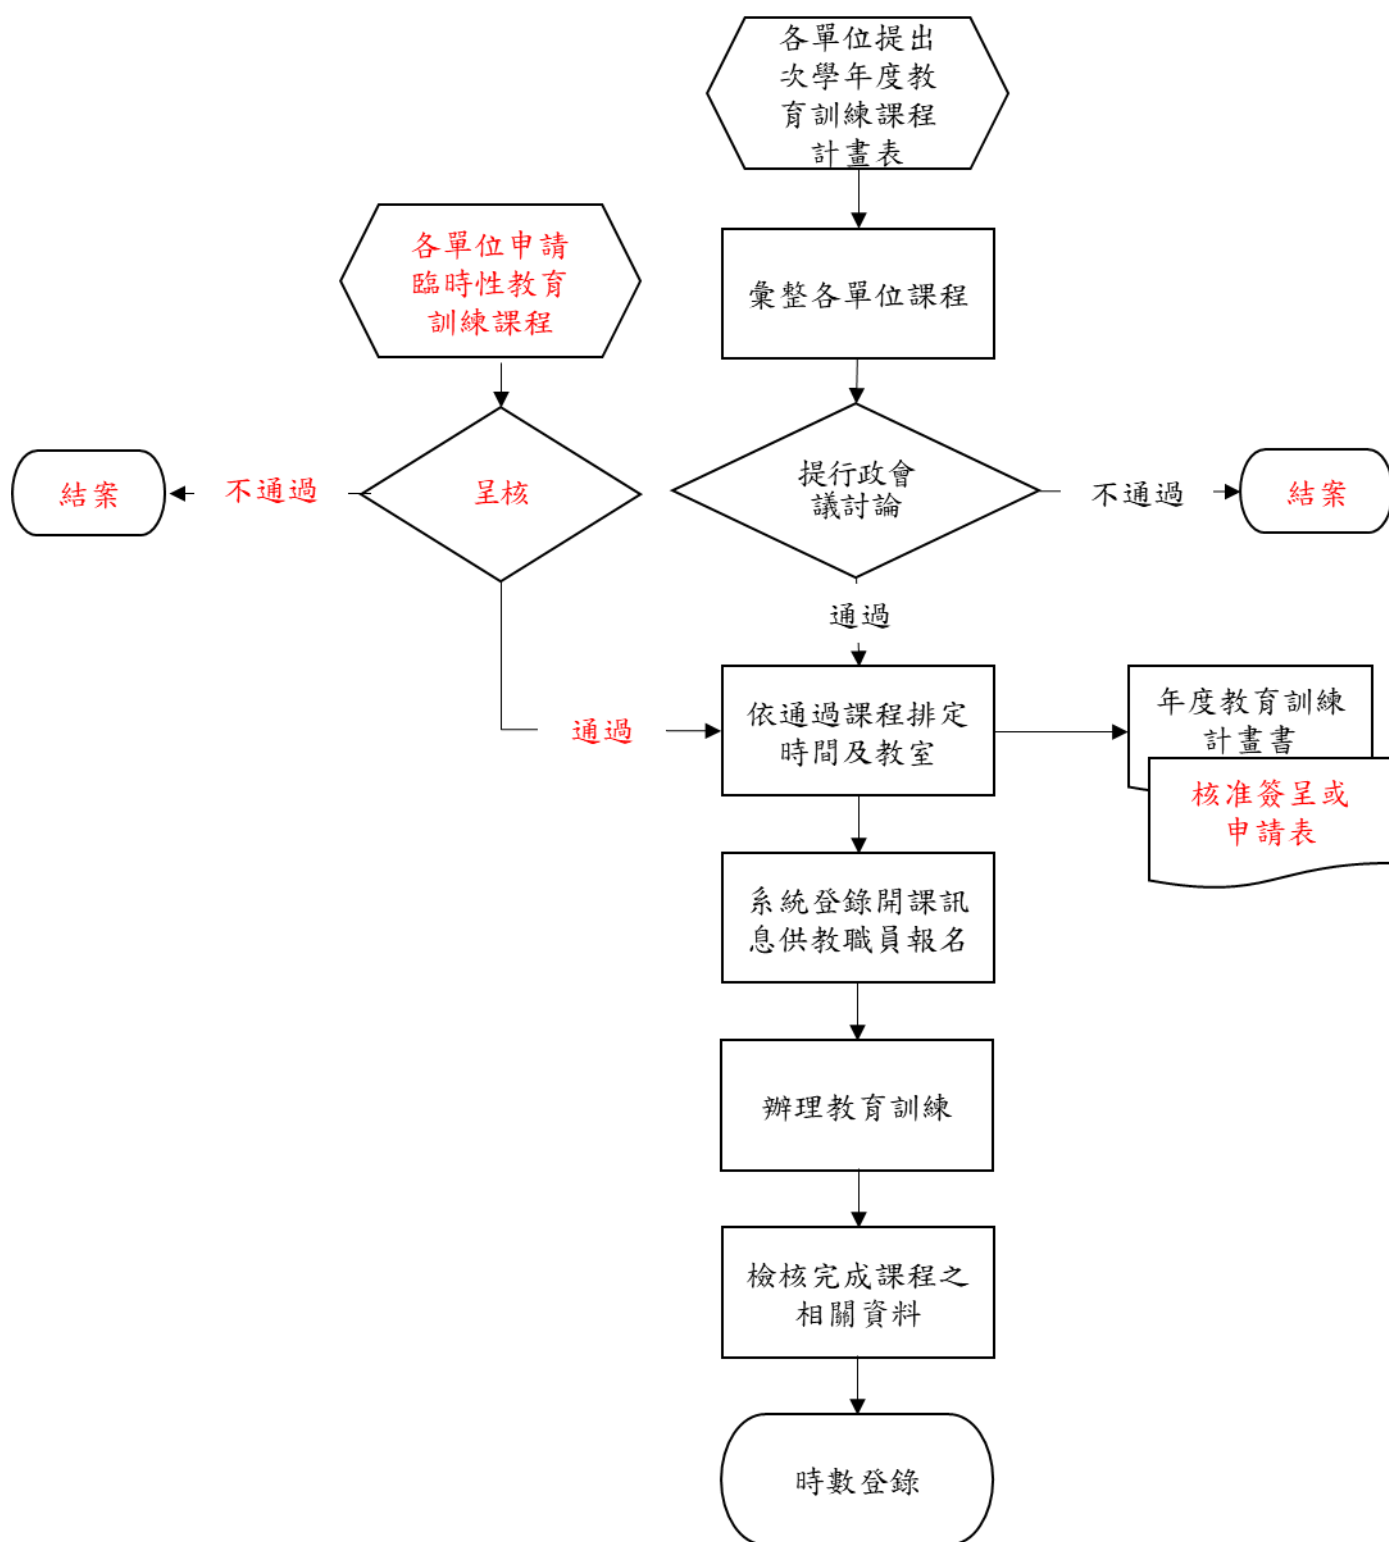 各單位提出
次學年度教
育訓練課程
計畫表
各單位申請
臨時性教育
訓練課程
彙整各單位課程
結案
不通過
呈核
提行政會
議討論
不通過
結案
通過
通過
依通過課程排定
時間及教室
年度教育訓練
計畫書
核准簽呈或
申請表
系統登錄開課訊
息供教職員報名
辦理教育訓練
檢核完成課程之
相關資料
時數登錄